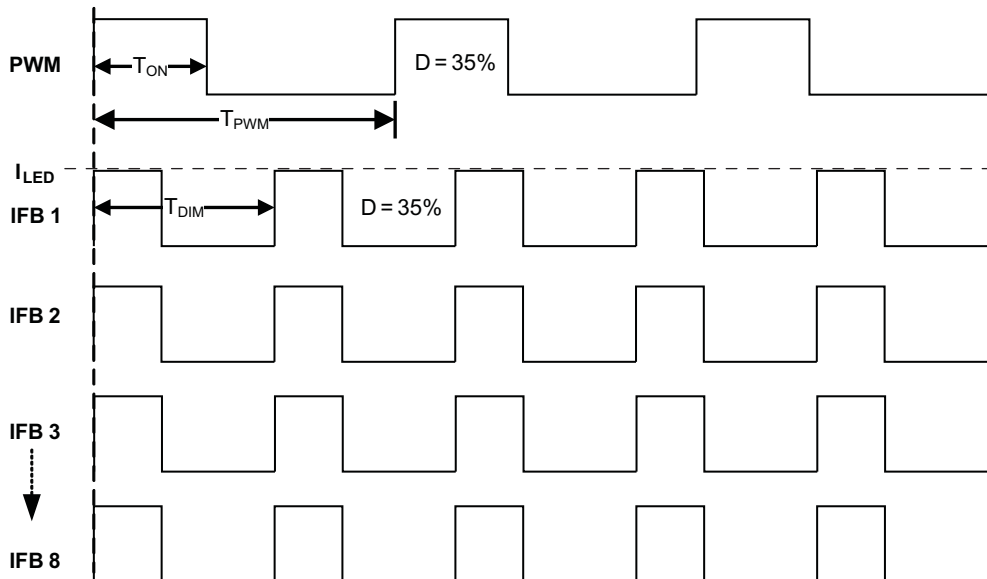 PWM
T_ON
D = 35%
T_PWM
I_LED
IFB 1
T_DIM
D = 35%
IFB 2
IFB 3
IFB 8